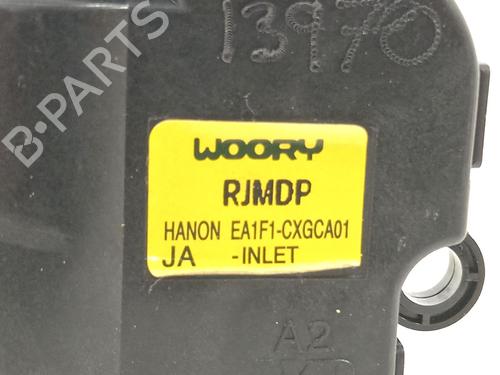 13970
B-PARTS
WOORY
RJMDP
HANON EA1F1-CXGCA01
JA -INLET
A2